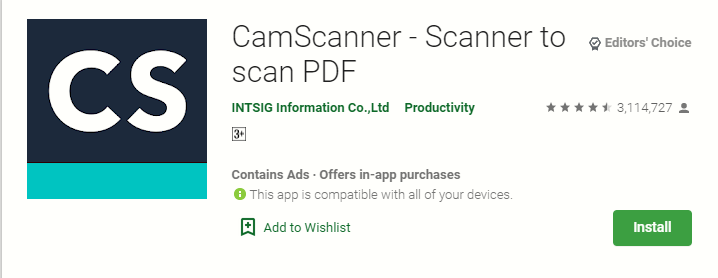 CS
CamScanner - Scanner to scan PDF
Editors' Choice
INTSIG Information Co.,Ltd Productivity 3,114,727
3+
Contains Ads · Offers in-app purchases
This app is compatible with all of your devices.
Add to Wishlist
Install